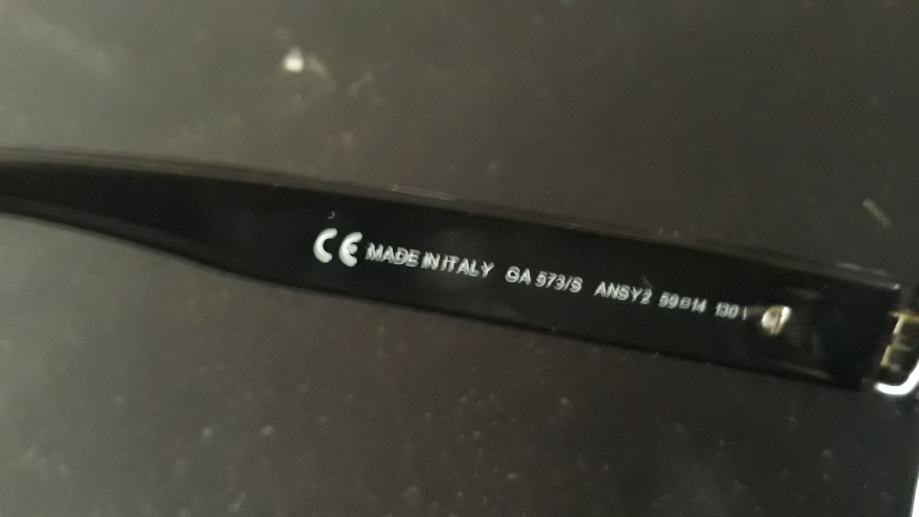 CE MADE IN ITALY GA 573/S ANSY2 59□14 130